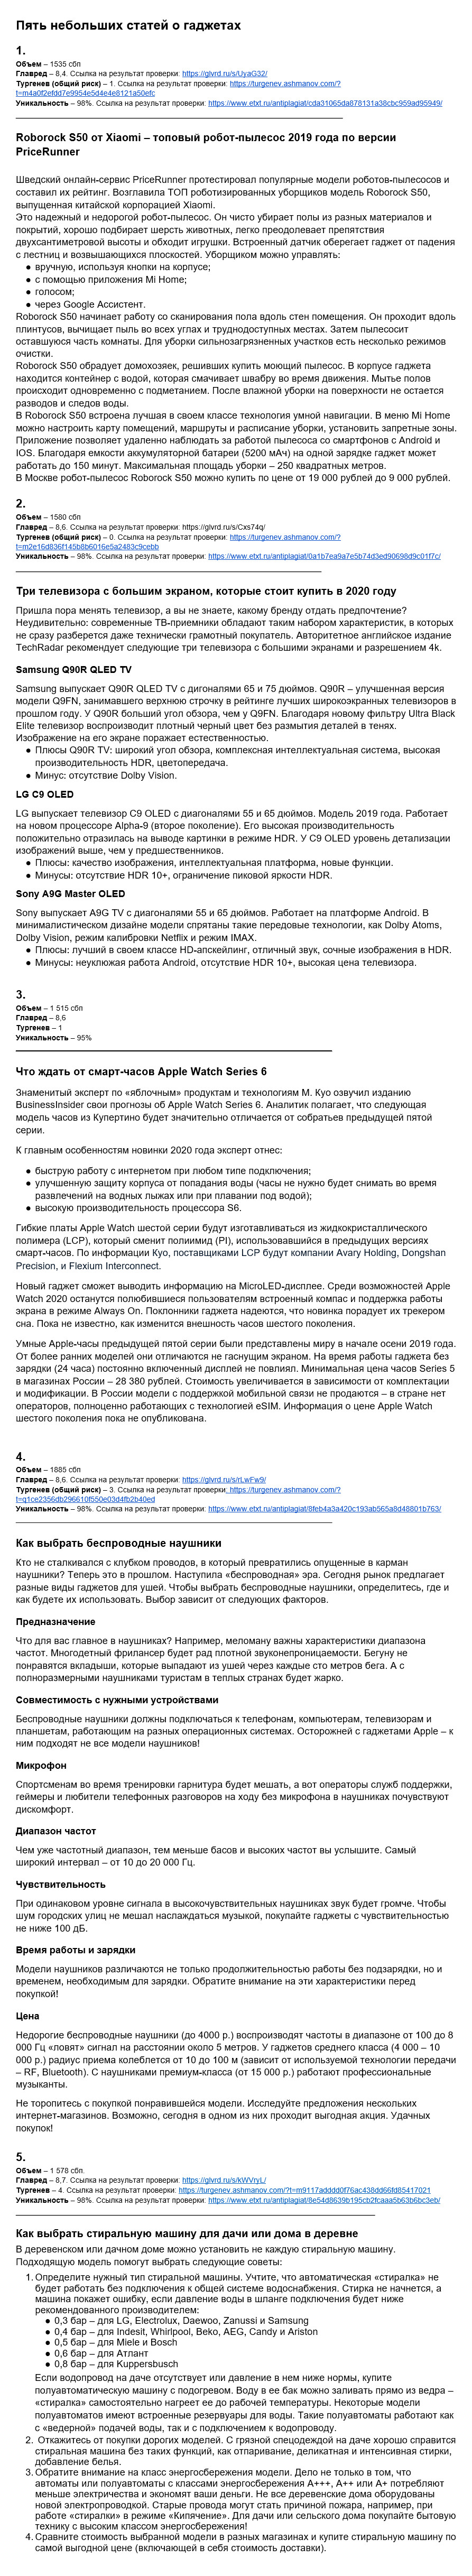 Пять небольших статей о гаджетах
1.
Объем – 1535 сбп
Главред – 8,4. Ссылка на результат проверки: https://glvrd.ru/s/UyaG32/
Тургенев (общий риск) – 1. Ссылка на результат проверки: https://turgenev.ashmanov.com/?
t=m4a0f2efdd7e9954e5d4e4e8121a50efc
Уникальность – 98%. Ссылка на результат проверки: https://www.etxt.ru/antiplagiat/cda31065da878131a38cbc959ad95949/
Roborock S50 от Xiaomi – топовый робот-пылесос 2019 года по версии
PriceRunner
Шведский онлайн-сервис PriceRunner протестировал популярные модели роботов-пылесосов и
составил их рейтинг. Возглавила ТОП роботизированных уборщиков модель Roborock S50,
выпущенная китайской корпорацией Xiaomi.
Это надежный и недорогой робот-пылесос. Он чисто убирает полы из разных материалов и
покрытий, хорошо подбирает шерсть животных, легко преодолевает препятствия
двухсантиметровой высоты и обходит игрушки. Встроенный датчик оберегает гаджет от падения
с лестниц и возвышающихся плоскостей. Уборщиком можно управлять:
● вручную, используя кнопки на корпусе;
● с помощью приложения Mi Home;
● голосом;
● через Google Ассистент.
Roborock S50 начинает работу со сканирования пола вдоль стен помещения. Он проходит вдоль
плинтусов, вычищает пыль во всех углах и труднодоступных местах. Затем пылесосит
оставшуюся часть комнаты. Для уборки сильнозагрязненных участков есть несколько режимов
очистки.
Roborock S50 обрадует домохозяек, решивших купить моющий пылесос. В корпусе гаджета
находится контейнер с водой, которая смачивает швабру во время движения. Мытье полов
происходит одновременно с подметанием. После влажной уборки на поверхности не остается
разводов и следов воды.
В Roborock S50 встроена лучшая в своем классе технология умной навигации. В меню Mi Home
можно настроить карту помещений, маршруты и расписание уборки, установить запретные зоны.
Приложение позволяет удаленно наблюдать за работой пылесоса со смартфонов с Android и
IOS. Благодаря емкости аккумуляторной батареи (5200 мАч) на одной зарядке гаджет может
работать до 150 минут. Максимальная площадь уборки – 250 квадратных метров.
В Москве робот-пылесос Roborock S50 можно купить по цене от 19 000 рублей до 9 000 рублей.
2.
Объем – 1580 сбп
Главред – 8,6. Ссылка на результат проверки: https://glvrd.ru/s/Cxs74q/
Тургенев (общий риск) – 0. Ссылка на результат проверки: https://turgenev.ashmanov.com/?
t=m2e16d836f145b8b6016e5a2483c9cebb
Уникальность – 98%. Ссылка на результат проверки: https://www.etxt.ru/antiplagiat/0a1b7ea9a7e5b74d3ed90698d9c01f7c/
Три телевизора с большим экраном, которые стоит купить в 2020 году
Пришла пора менять телевизор, а вы не знаете, какому бренду отдать предпочтение?
Неудивительно: современные ТВ-приемники обладают таким набором характеристик, в которых
не сразу разберется даже технически грамотный покупатель. Авторитетное английское издание
TechRadar рекомендует следующие три телевизора с большими экранами и разрешением 4k.
Samsung Q90R QLED TV
Samsung выпускает Q90R QLED TV с дигоналями 65 и 75 дюймов. Q90R – улучшенная версия
модели Q9FN, занимавшего верхнюю строчку в рейтинге лучших широкоэкранных телевизоров в
прошлом году. У Q90R больший угол обзора, чем у Q9FN. Благодаря новому фильтру Ultra Black
Elite телевизор воспроизводит плотный черный цвет без размытия деталей в тенях.
Изображение на его экране поражает естественностью.
● Плюсы Q90R TV: широкий угол обзора, комплексная интеллектуальная система, высокая
производительность HDR, цветопередача.
● Минус: отсутствие Dolby Vision.
LG C9 OLED
LG выпускает телевизор C9 OLED с диагоналями 55 и 65 дюймов. Модель 2019 года. Работает
на новом процессоре Alpha-9 (второе поколение). Его высокая производительность
положительно отразилась на выводе картинки в режиме HDR. У C9 OLED уровень детализации
изображений выше, чем у предшественников.
● Плюсы: качество изображения, интеллектуальная платформа, новые функции.
● Минусы: отсутствие HDR 10+, ограничение пиковой яркости HDR.
Sony A9G Master OLED
Sony выпускает A9G TV с диагоналями 55 и 65 дюймов. Работает на платформе Android. В
минималистическом дизайне модели спрятаны такие передовые технологии, как Dolby Atoms,
Dolby Vision, режим калибровки Netflix и режим IMAX.
● Плюсы: лучший в своем классе HD-апскейлинг, отличный звук, сочные изображения в HDR.
● Минусы: неуклюжая работа Android, отсутствие HDR 10+, высокая цена телевизора.
3.
Объем – 1 515 сбп
Главред – 8,6
Тургенев – 1
Уникальность – 95%
Что ждать от смарт-часов Apple Watch Series 6
Знаменитый эксперт по «яблочным» продуктам и технологиям М. Куо озвучил изданию
BusinessInsider свои прогнозы об Apple Watch Series 6. Аналитик полагает, что следующая
модель часов из Купертино будет значительно отличается от собратьев предыдущей пятой
серии.
К главным особенностям новинки 2020 года эксперт отнес:
● быструю работу с интернетом при любом типе подключения;
● улучшенную защиту корпуса от попадания воды (часы не нужно будет снимать во время
развлечений на водных лыжах или при плавании под водой);
● высокую производительность процессора S6.
Гибкие платы Apple Watch шестой серии будут изготавливаться из жидкокристаллического
полимера (LCP), который сменит полиимид (PI), использовавшийся в предыдущих версиях
смарт-часов. По информации Куо, поставщиками LCP будут компании Avary Holding, Dongshan
Precision, и Flexium Interconnect.
Новый гаджет сможет выводить информацию на MicroLED-дисплее. Среди возможностей Apple
Watch 2020 останутся полюбившиеся пользователям встроенный компас и поддержка работы
экрана в режиме Always On. Поклонники гаджета надеются, что новинка порадует их трекером
сна. Пока не известно, как изменится внешность часов шестого поколения.
Умные Apple-часы предыдущей пятой серии были представлены миру в начале осени 2019 года.
От более ранних моделей они отличаются не гаснущим экраном. На время работы гаджета без
зарядки (24 часа) постоянно включенный дисплей не повлиял. Минимальная цена часов Series 5
в магазинах России – 28 380 рублей. Стоимость увеличивается в зависимости от комплектации
и модификации. В России модели с поддержкой мобильной связи не продаются – в стране нет
операторов, полноценно работающих с технологией eSIM. Информация о цене Apple Watch
шестого поколения пока не опубликована.
4.
Объем – 1885 сбп
Главред – 8,6. Ссылка на результат проверки: https://glvrd.ru/s/rLwFw9/
Тургенев (общий риск) – 3. Ссылка на результат проверки: https://turgenev.ashmanov.com/?
t=q1ce2356db296610f550e03d4fb2b40ed
Уникальность – 98%. Ссылка на результат проверки: https://www.etxt.ru/antiplagiat/8feb4a3a420c193ab565a8d48801b763/
Как выбрать беспроводные наушники
Кто не сталкивался с клубком проводов, в который превратились опущенные в карман
наушники? Теперь это в прошлом. Наступила «беспроводная» эра. Сегодня рынок предлагает
разные виды гаджетов для ушей. Чтобы выбрать беспроводные наушники, определитесь, где и
как будете их использовать. Выбор зависит от следующих факторов.
Предназначение
Что для вас главное в наушниках? Например, меломану важны характеристики диапазона
частот. Многодетный фрилансер будет рад плотной звуконепроницаемости. Бегуну не
понравятся вкладыши, которые выпадают из ушей через каждые сто метров бега. А с
полноразмерными наушниками туристам в теплых странах будет жарко.
Совместимость с нужными устройствами
Беспроводные наушники должны подключаться к телефонам, компьютерам, телевизорам и
планшетам, работающим на разных операционных системах. Осторожней с гаджетами Apple – к
ним подходят не все модели наушников!
Микрофон
Спортсменам во время тренировки гарнитура будет мешать, а вот операторы служб поддержки,
геймеры и любители телефонных разговоров на ходу без микрофона в наушниках почувствуют
дискомфорт.
Диапазон частот
Чем уже частотный диапазон, тем меньше басов и высоких частот вы услышите. Самый
широкий интервал – от 10 до 20 000 Гц.
Чувствительность
При одинаковом уровне сигнала в высокочувствительных наушниках звук будет громче. Чтобы
шум городских улиц не мешал наслаждаться музыкой, покупайте гаджеты с чувствительностью
не ниже 100 дБ.
Время работы и зарядки
Модели наушников различаются не только продолжительностью работы без подзарядки, но и
временем, необходимым для зарядки. Обратите внимание на эти характеристики перед
покупкой!
Цена
Недорогие беспроводные наушники (до 4000 р.) воспроизводят частоты в диапазоне от 100 до 8
000 Гц «ловят» сигнал на расстоянии около 5 метров. У гаджетов среднего класса (4 000 – 10
000 р.) радиус приема колеблется от 10 до 100 м (зависит от используемой технологии передачи
– RF, Bluetooth). С наушниками премиум-класса (от 15 000 р.) работают профессиональные
музыканты.
Не торопитесь с покупкой понравившейся модели. Исследуйте предложения нескольких
интернет-магазинов. Возможно, сегодня в одном из них проходит выгодная акция. Удачных
покупок!
5.
Объем – 1 578 сбп.
Главред – 8,7. Ссылка на результат проверки: https://glvrd.ru/s/kWVryL/
Тургенев – 4. Ссылка на результат проверки: https://turgenev.ashmanov.com/?t=m9117adddd0f76ac438dd66fd85417021
Уникальность – 98%. Ссылка на результат проверки: https://www.etxt.ru/antiplagiat/8e54d8639b195cb2fcaaa5b63b6bc3eb/
Как выбрать стиральную машину для дачи или дома в деревне
В деревенском или дачном доме можно установить не каждую стиральную машину.
Подходящую модель помогут выбрать следующие советы:
1. Определите нужный тип стиральной машины. Учтите, что автоматическая «стиралка» не
будет работать без подключения к общей системе водоснабжения. Стирка не начнется, а
машина покажет ошибку, если давление воды в шланге подключения будет ниже
рекомендованного производителем:
● 0,3 бар – для LG, Electrolux, Daewoo, Zanussi и Samsung
● 0,4 бар – для Indesit, Whirlpool, Beko, AEG, Candy и Ariston
● 0,5 бар – для Miele и Bosch
● 0,6 бар – для Атлант
● 0,8 бар – для Kuppersbusch
Если водопровод на даче отсутствует или давление в нем ниже нормы, купите
полуавтоматическую машину с подогревом. Воду в ее бак можно заливать прямо из ведра –
«стиралка» самостоятельно нагреет ее до рабочей температуры. Некоторые модели
полуавтоматов имеют встроенные резервуары для воды. Такие полуавтоматы работают как
с «ведерной» подачей воды, так и с подключением к водопроводу.
2. Откажитесь от покупки дорогих моделей. С грязной спецодеждой на даче хорошо справится
стиральная машина без таких функций, как отпаривание, деликатная и интенсивная стирки,
добавление белья.
3. Обратите внимание на класс энергосбережения модели. Дело не только в том, что
автоматы или полуавтоматы с классами энергосбережения A+++, A++ или A+ потребляют
меньше электричества и экономят ваши деньги. Не все деревенские дома оборудованы
новой электропроводкой. Старые провода могут стать причиной пожара, например, при
работе «стиралки» в режиме «Кипячение». Для дачи или сельского дома покупайте бытовую
технику с высоким классом энергосбережения!
4. Сравните стоимость выбранной модели в разных магазинах и купите стиральную машину по
самой выгодной цене (включающей в себя стоимость доставки).